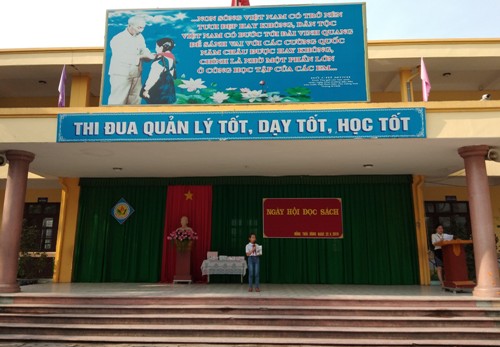 ...NON SÔNG VIỆT NAM CÓ TRỞ NÊN
TƯƠI ĐẸP HAY KHÔNG, DÂN TỘC
VIỆT NAM CÓ BƯỚC TỚI ĐÀI VINH QUANG
ĐỂ SÁNH VAI VỚI CÁC CƯỜNG QUỐC
NĂM CHÂU ĐƯỢC HAY KHÔNG,
CHÍNH LÀ NHỜ MỘT PHẦN LỚN
Ở CÔNG HỌC TẬP CỦA CÁC EM...
THI ĐUA QUẢN LÝ TỐT, DẠY TỐT, HỌC TỐT
NGÀY HỘI ĐỌC SÁCH